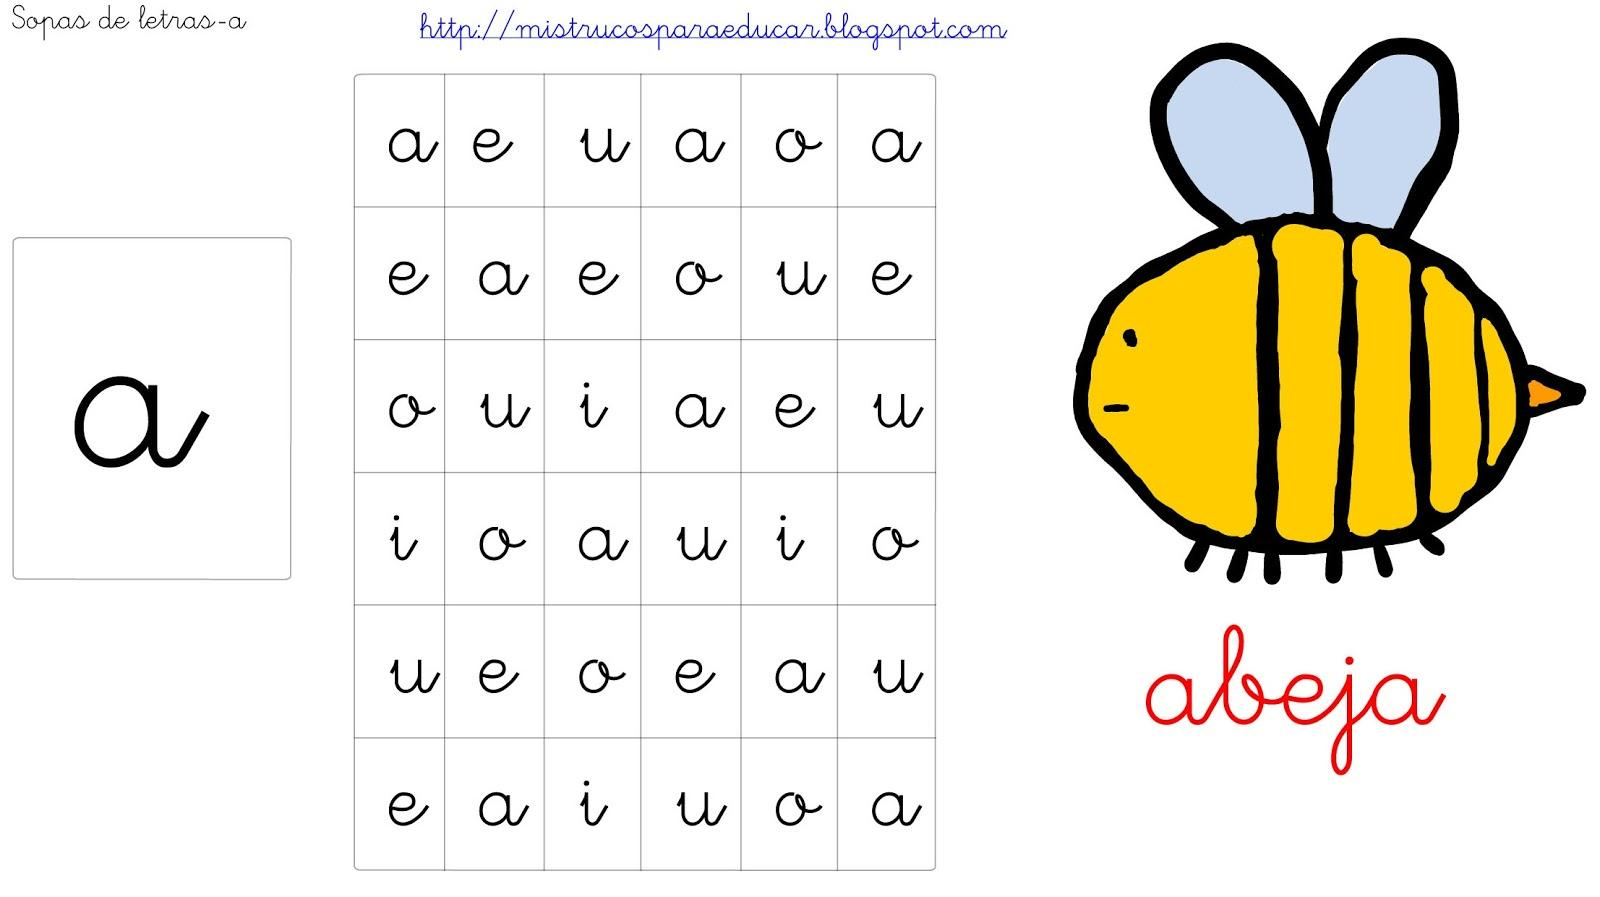 Sopas de letras-a
http://mistrucosparaeducar.blogspot.com
a
a e u a o a
e a e o u e
o u i a e u
i o a u i o
u e o e a u
e a i u o a
abeja